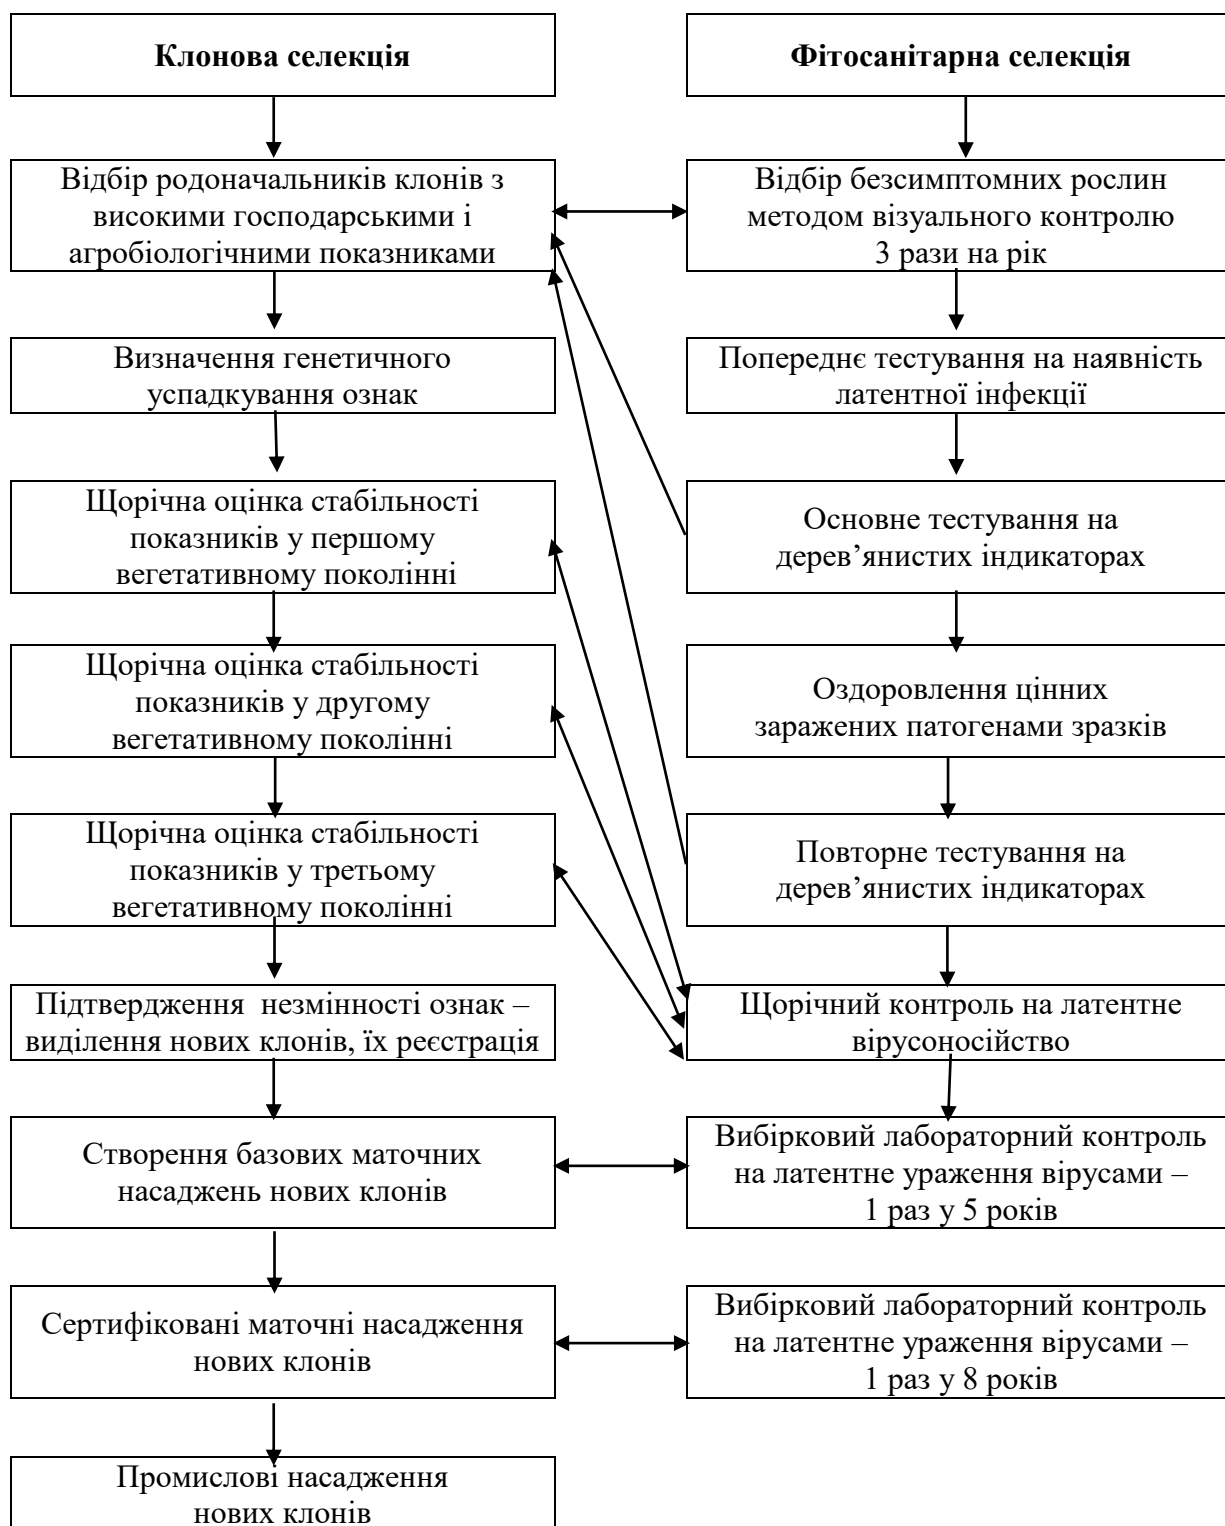 Клонова селекція
Фітосанітарна селекція
Відбір родоначальників клонів з
високими господарськими і
агробіологічними показниками
Відбір безсимптомних рослин
методом візуального контролю
3 рази на рік
Визначення генетичного
успадкування ознак
Попереднє тестування на наявність
латентної інфекції
Щорічна оцінка стабільності
показників у першому
вегетативному поколінні
Основне тестування на
дерев’янистих індикаторах
Щорічна оцінка стабільності
показників у другому
вегетативному поколінні
Оздоровлення цінних
заражених патогенами зразків
Щорічна оцінка стабільності
показників у третьому
вегетативному поколінні
Повторне тестування на
дерев’янистих індикаторах
Підтвердження незмінності ознак –
виділення нових клонів, їх реєстрація
Щорічний контроль на латентне
вірусоносійство
Створення базових маточних
насаджень нових клонів
Вибірковий лабораторний контроль
на латентне ураження вірусами –
1 раз у 5 років
Сертифіковані маточні насадження
нових клонів
Вибірковий лабораторний контроль
на латентне ураження вірусами –
1 раз у 8 років
Промислові насадження
нових клонів